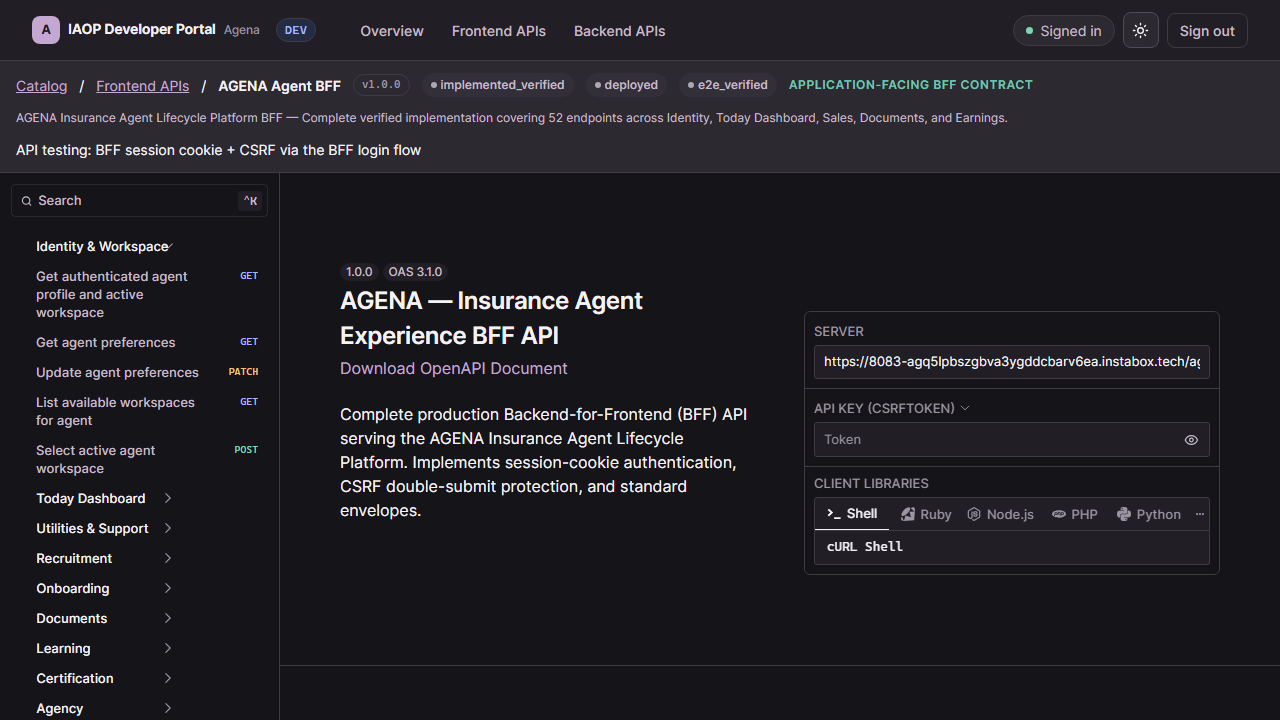 A IAOP Developer Portal Agena DEV Overview Frontend APIs Backend APIs Signed in Sign out
Catalog / Frontend APIs / AGENA Agent BFF v1.0.0 implemented_verified deployed e2e_verified APPLICATION-FACING BFF CONTRACT
AGENA Insurance Agent Lifecycle Platform BFF — Complete verified implementation covering 52 endpoints across Identity, Today Dashboard, Sales, Documents, and Earnings.
API testing: BFF session cookie + CSRF via the BFF login flow
Search ^K
Identity & Workspace
Get authenticated agent GET
profile and active
workspace
Get agent preferences GET
Update agent preferences PATCH
List available workspaces GET
for agent
Select active agent POST
workspace
Today Dashboard
Utilities & Support
Recruitment
Onboarding
Documents
Learning
Certification
Agency
1.0.0 OAS 3.1.0
AGENA — Insurance Agent
Experience BFF API
Download OpenAPI Document
Complete production Backend-for-Frontend (BFF) API
serving the AGENA Insurance Agent Lifecycle
Platform. Implements session-cookie authentication,
CSRF double-submit protection, and standard
envelopes.
SERVER
https://8083-agq5lpbszgbva3ygddcbarv6ea.instabox.tech/ag
API KEY (CSRFTOKEN)
Token
CLIENT LIBRARIES
Shell Ruby Node.js PHP Python ...
cURL Shell